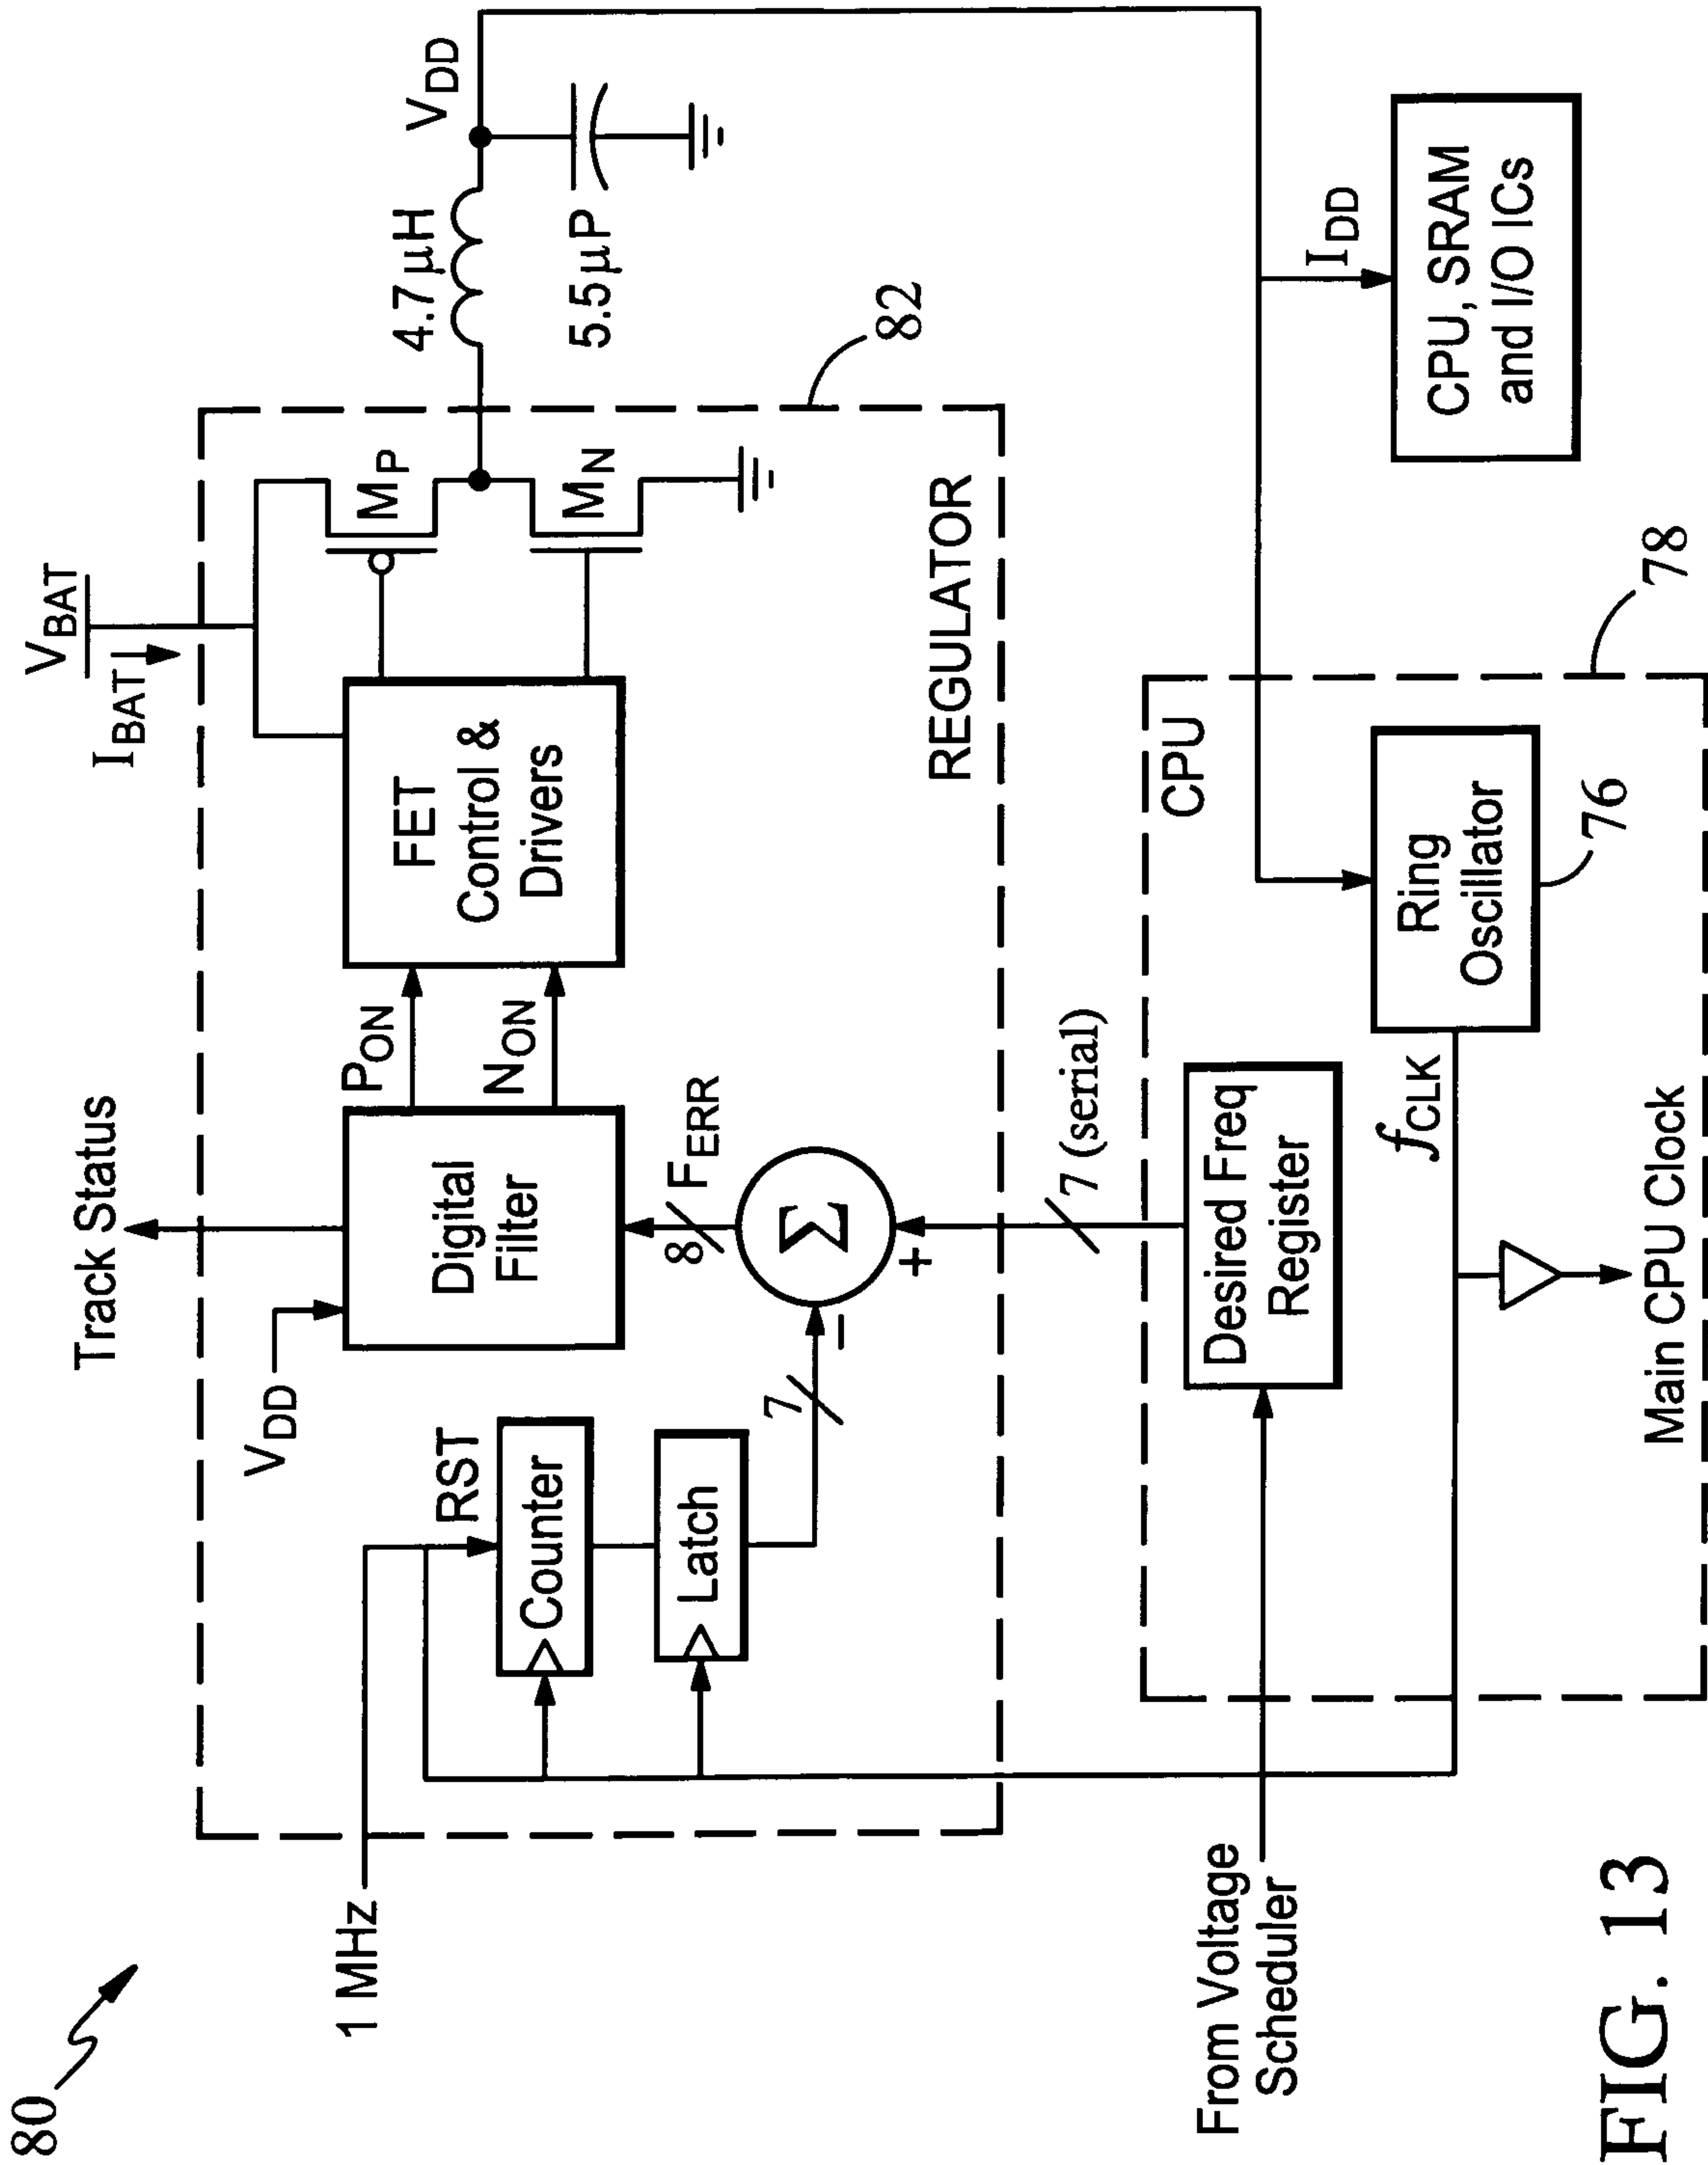 80
1 MHz
RST
Counter
Latch
7
V_DD
Track Status
Digital
Filter
8
F_ERR
Σ
+
−
P_ON
N_ON
FET
Control &
Drivers
V_BAT
I_BAT
M_P
M_N
REGULATOR
82
4.7 µH
5.5 µP
V_DD
From Voltage
Scheduler
7 (serial)
Desired Freq
Register
CPU
Ring
Oscillator
76
78
f_CLK
Main CPU Clock
I_DD
CPU, SRAM
and I/O ICs
FIG. 13